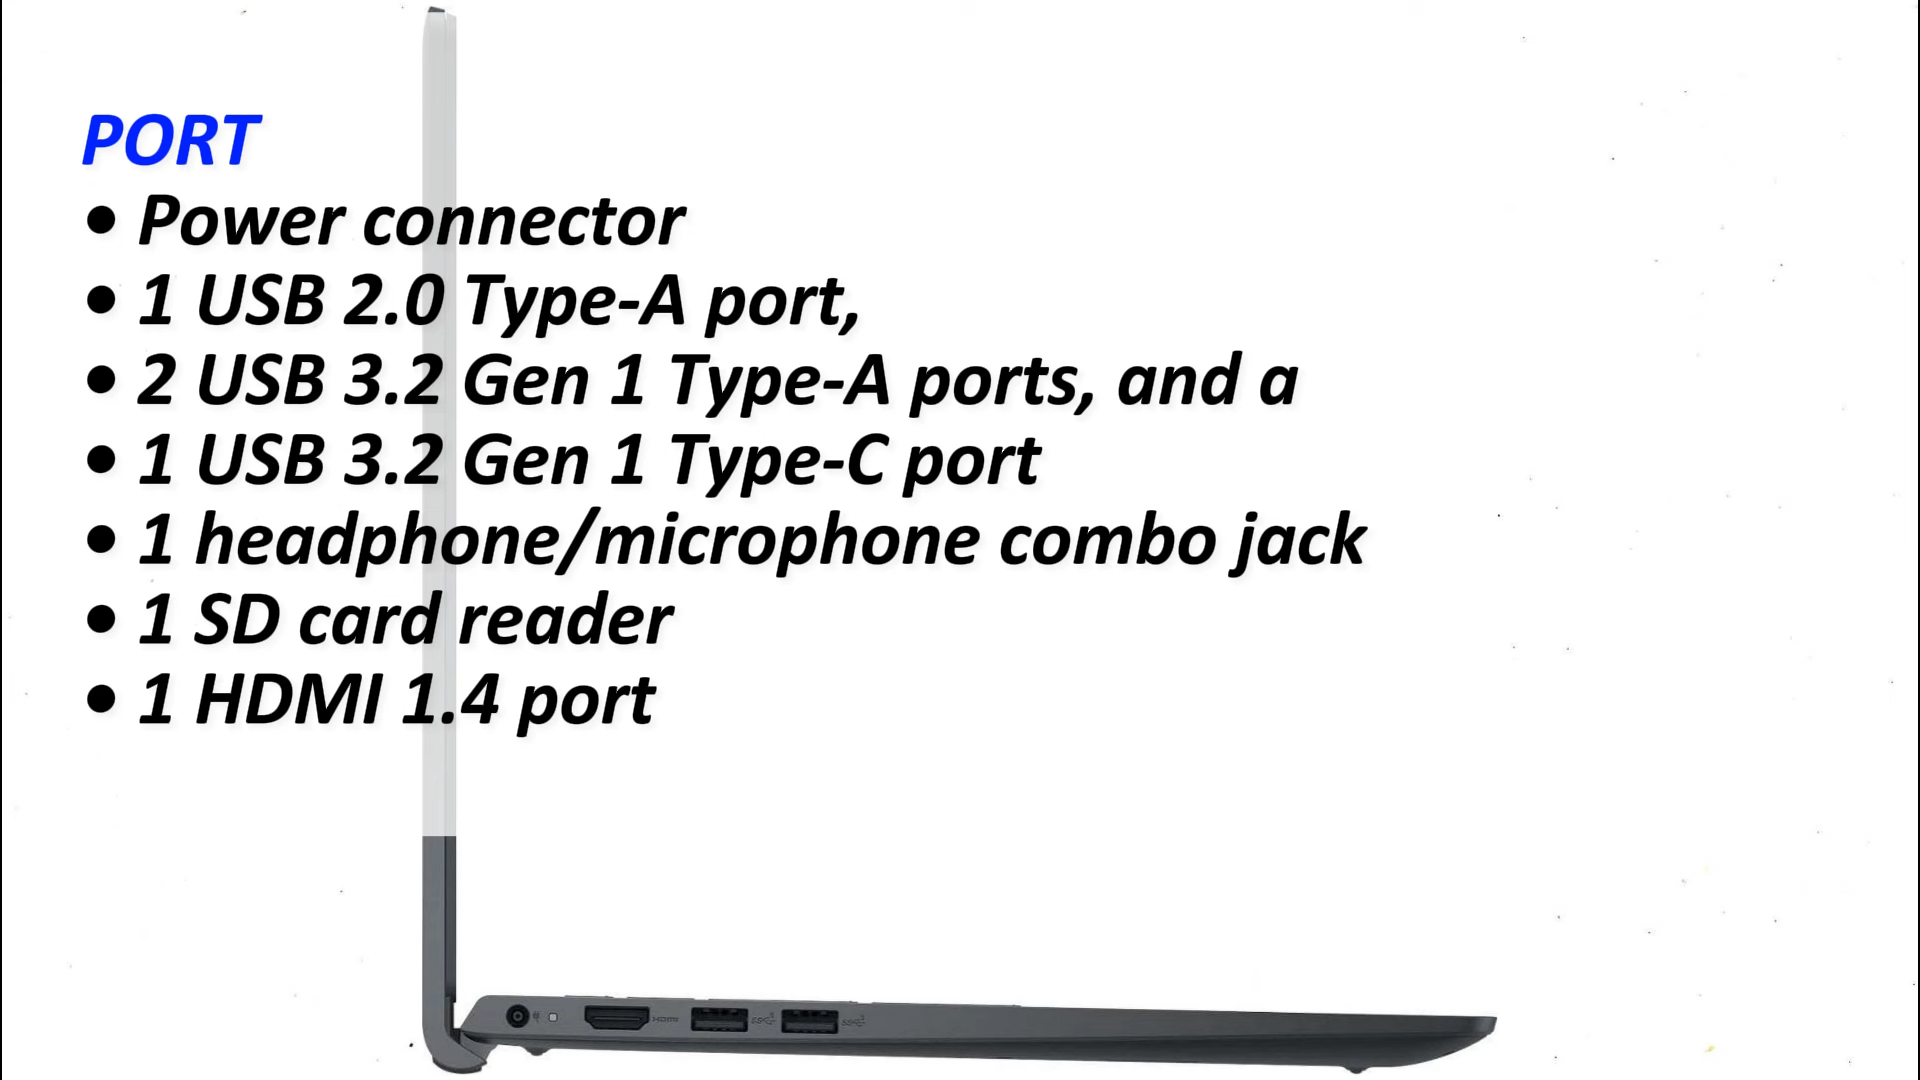 PORT
• Power connector
• 1 USB 2.0 Type-A port,
• 2 USB 3.2 Gen 1 Type-A ports, and a
• 1 USB 3.2 Gen 1 Type-C port
• 1 headphone/microphone combo jack
• 1 SD card reader
• 1 HDMI 1.4 port
HDMI